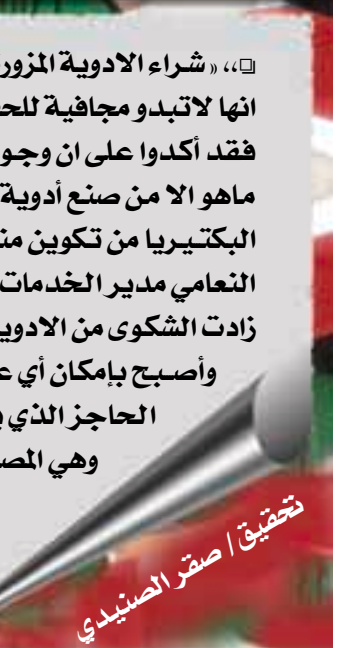 ،، « شراء الادوية المزور
انها لاتبدو مجافية للح
فقد أكدوا على ان وجو
ماهو الا من صنع أدوية
البكتيريا من تكوين من
النعامي مدير الخدمات
زادت الشكوى من الادوي
وأصبح بإمكان أي ع
الحاجز الذي ي
وهي المص
تحقيق / صقر الصنيدي